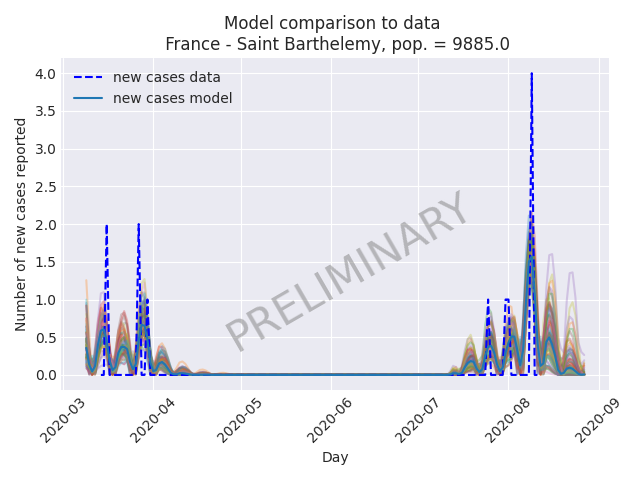 Model comparison to data
France - Saint Barthelemy, pop. = 9885.0
new cases data
new cases model
PRELIMINARY
Number of new cases reported
4.0
3.5
3.0
2.5
2.0
1.5
1.0
0.5
0.0
2020-03
2020-04
2020-05
2020-06
2020-07
2020-08
2020-09
Day